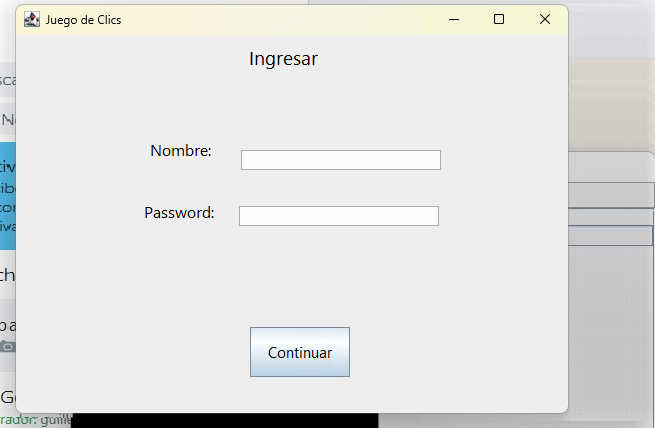 Juego de Clics
Ingresar
Nombre:
Password:
Continuar